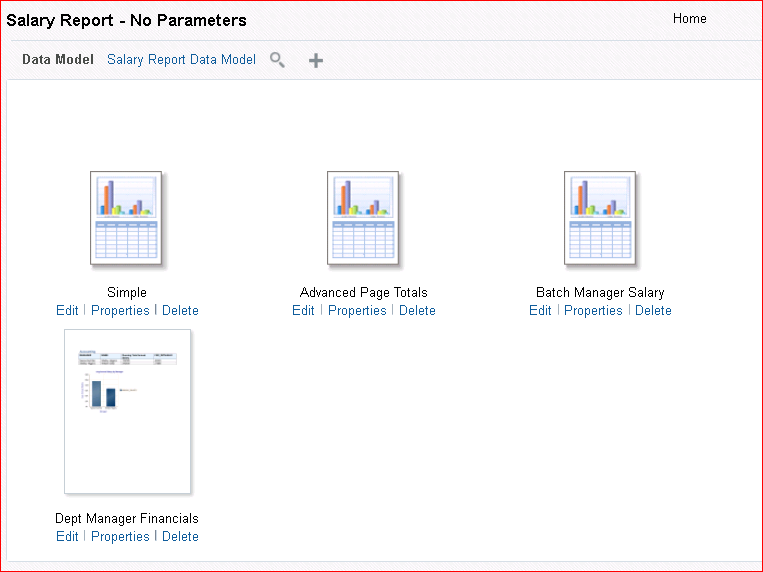 Salary Report - No Parameters Home
Data Model Salary Report Data Model
Simple Advanced Page Totals Batch Manager Salary
Edit | Properties | Delete Edit | Properties | Delete Edit | Properties | Delete
Dept Manager Financials
Edit | Properties | Delete